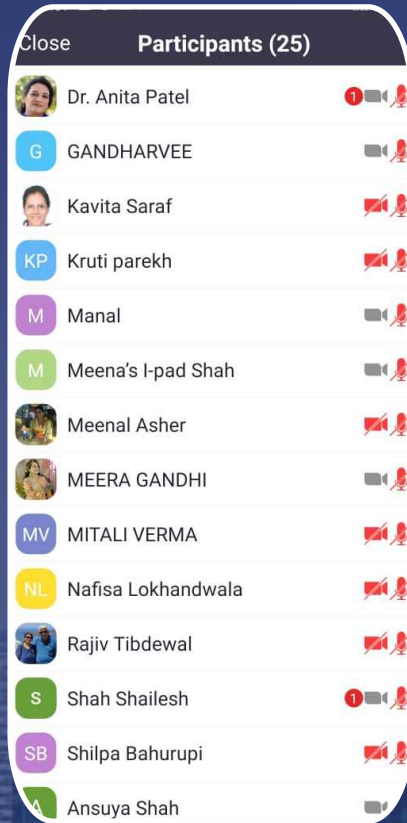 Close Participants (25)
Dr. Anita Patel 1
G GANDHARVEE
Kavita Saraf
KP Kruti parekh
M Manal
M Meena's I-pad Shah
Meenal Asher
MEERA GANDHI
MV MITALI VERMA
NL Nafisa Lokhandwala
Rajiv Tibdewal
S Shah Shailesh 1
SB Shilpa Bahurupi
A Ansuya Shah